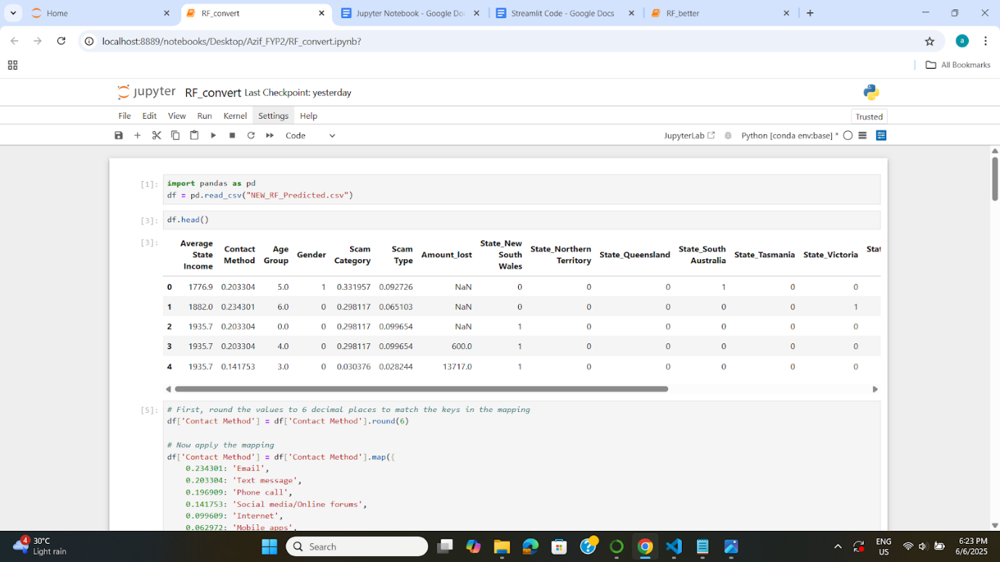 Home
RF_convert
Jupyter Notebook - Google Do
Streamlit Code - Google Docs
RF_better
localhost:8889/notebooks/Desktop/Azif_FYP2/RF_convert.ipynb?
a
All Bookmarks
jupyter RF_convert Last Checkpoint: yesterday
File Edit View Run Kernel Settings Help
Trusted
Code
JupyterLab Python [conda env:base] *
[1]: import pandas as pd
df = pd.read_csv("NEW_RF_Predicted.csv")
[3]: df.head()
[3]:
Average State Income Contact Method Age Group Gender Scam Category Scam Type Amount_lost State_New South Wales State_Northern Territory State_Queensland State_South Australia State_Tasmania State_Victoria Stat
0 1776.9 0.203304 5.0 1 0.331957 0.092726 NaN 0 0 0 1 0 0
1 1882.0 0.234301 6.0 0 0.298117 0.065103 NaN 0 0 0 0 0 1
2 1935.7 0.203304 0.0 0 0.298117 0.099654 NaN 1 0 0 0 0 0
3 1935.7 0.203304 4.0 0 0.298117 0.099654 600.0 1 0 0 0 0 0
4 1935.7 0.141753 3.0 0 0.030376 0.028244 13717.0 1 0 0 0 0 0
[5]: # First, round the values to 6 decimal places to match the keys in the mapping
df['Contact Method'] = df['Contact Method'].round(6)
# Now apply the mapping
df['Contact Method'] = df['Contact Method'].map({
0.234301: 'Email',
0.203304: 'Text message',
0.196909: 'Phone call',
0.141753: 'Social media/Online forums',
0.099609: 'Internet',
0.062972: 'Mobile apps',
4
30°C
Light rain
Search
ENG
US
6:23 PM
6/6/2025